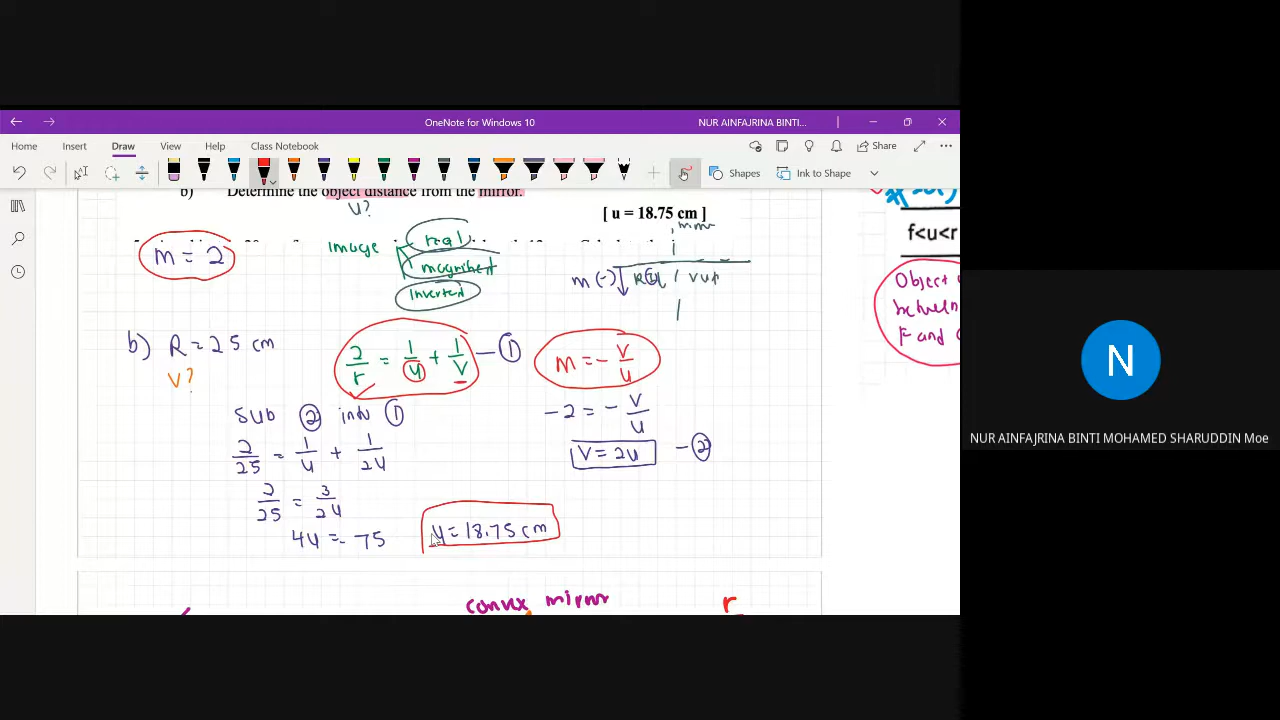 OneNote for Windows 10
NUR AINFAJRINA BINTI...
Home Insert Draw View Help Class Notebook
Share
Shapes
Ink to Shape
b) Determine the object distance from the mirror.
u?
[ u = 18.75 cm ]
f<u<r
m = 2
image
real
magnified
inverted
m (-)
Object
between
F and
b) R = 25 cm
v?
2/r = 1/u + 1/v - ①
m = - v/u
-2 = - v/u
v = 2u - ②
Sub ② into ①
2/25 = 1/u + 1/2u
2/25 = 3/2u
4u = 75
u = 18.75 cm
convex mirror
r
N
NUR AINFAJRINA BINTI MOHAMED SHARUDDIN Moe